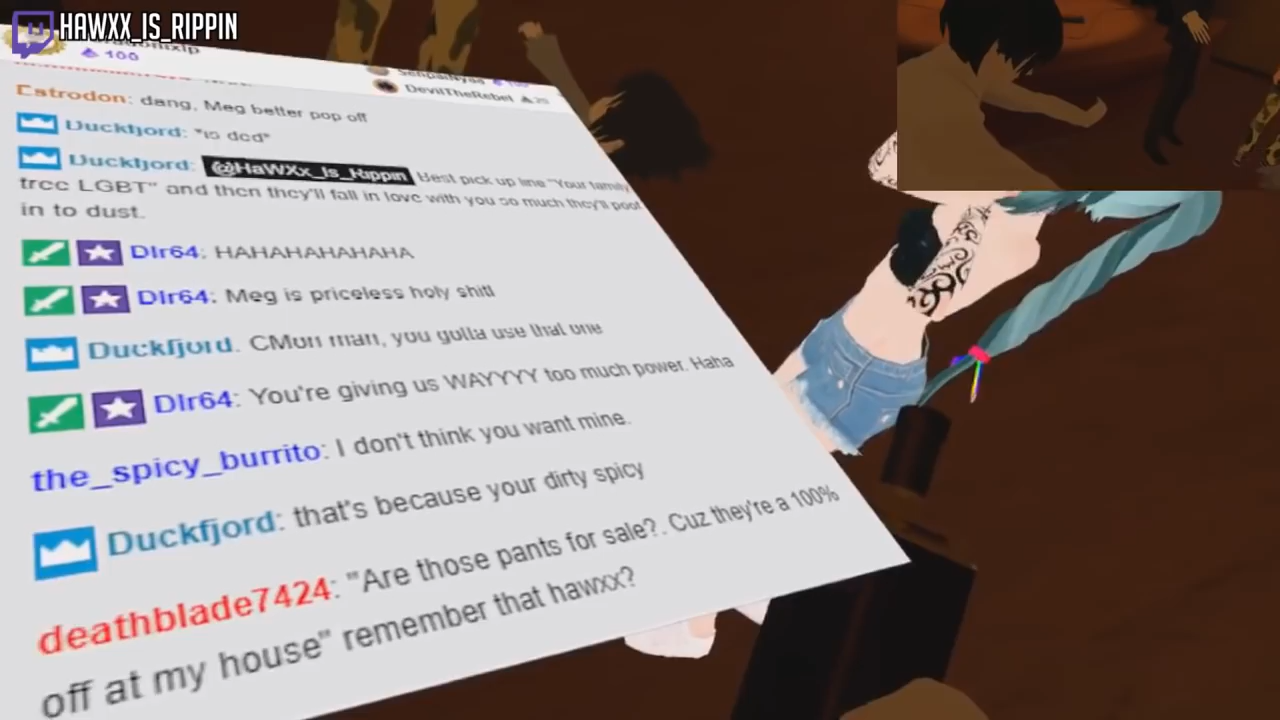 HAWXX_IS_RIPPIN
100
DevilTheRebel
Estrodon: dang, Meg better pop off
Duckfjord: *is ded*
Duckfjord: @HaWXx_Is_Rippin Best pick up line "Your family
tree LGBT" and then they'll fall in love with you so much they'll poof
in to dust.
Dlr64: HAHAHAHAHAHA
Dlr64: Meg is priceless holy shit!
Duckfjord: CMon man, you gotta use that one
Dlr64: You're giving us WAYYYY too much power. Haha
the_spicy_burrito: I don't think you want mine.
Duckfjord: that's because your dirty spicy
deathblade7424: "Are those pants for sale?. Cuz they're a 100%
off at my house" remember that hawxx?